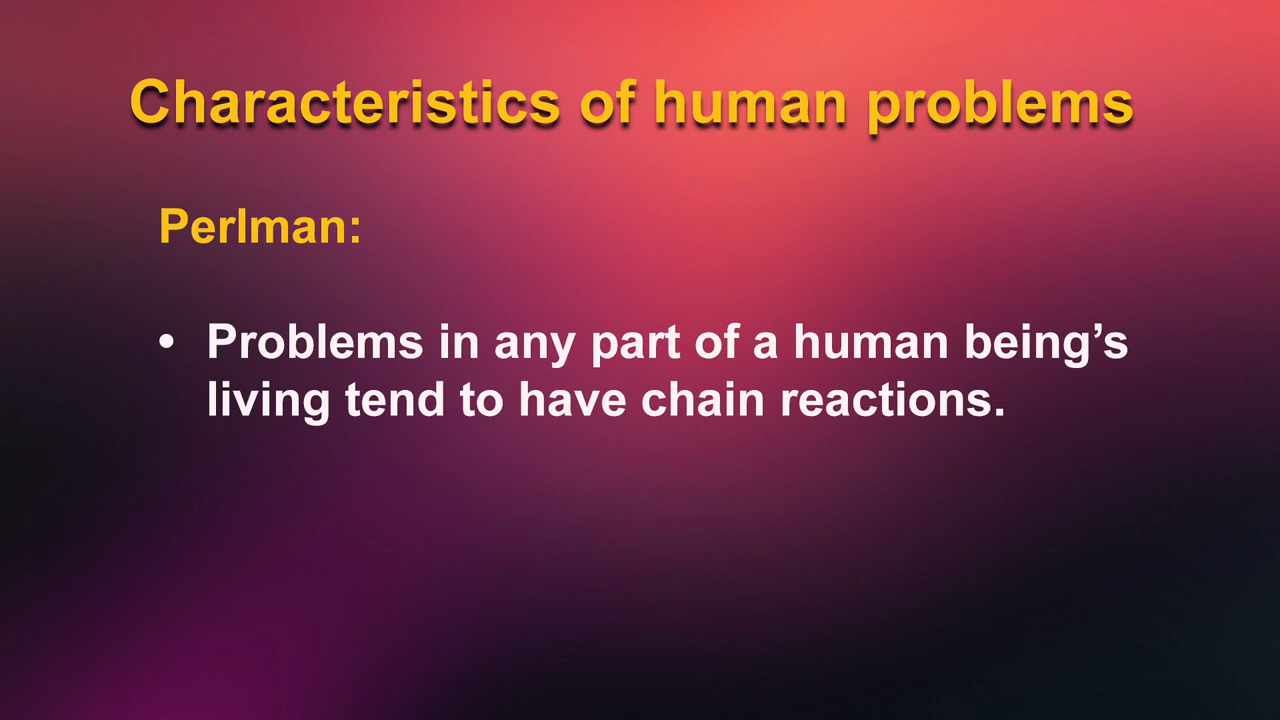 Characteristics of human problems
Perlman:
• Problems in any part of a human being’s
living tend to have chain reactions.